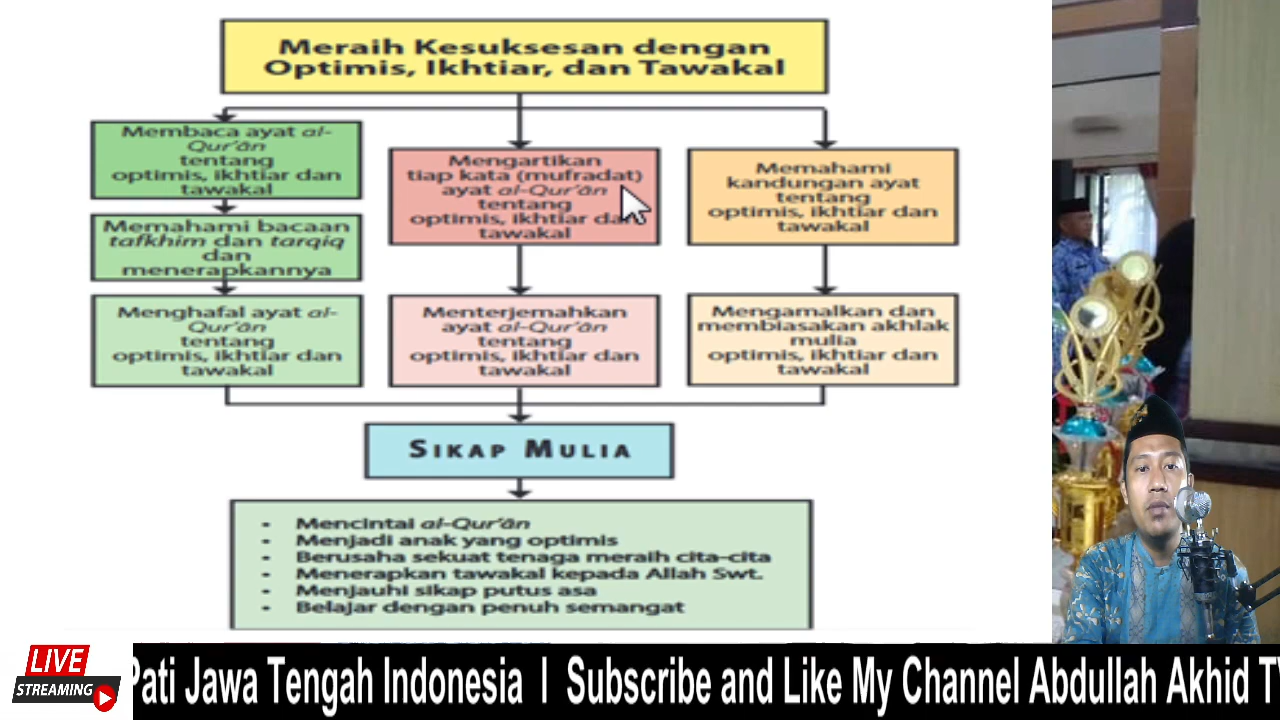 Meraih Kesuksesan dengan
Optimis, Ikhtiar, dan Tawakal
Membaca ayat al-
Qur'ān
tentang
optimis, ikhtiar dan
tawakal
Memahami bacaan
tafkhim dan tarqiq
dan
menerapkannya
Menghafal ayat al-
Qur'ān
tentang
optimis, ikhtiar dan
tawakal
Mengartikan
tiap kata (mufradat)
ayat al-Qur'ān
tentang
optimis, ikhtiar dan
tawakal
Menterjemahkan
ayat al-Qur'ān
tentang
optimis, ikhtiar dan
tawakal
Memahami
kandungan ayat
tentang
optimis, ikhtiar dan
tawakal
Mengamalkan dan
membiasakan akhlak
mulia
optimis, ikhtiar dan
tawakal
SIKAP MULIA
• Mencintai al-Qur'ān
• Menjadi anak yang optimis
• Berusaha sekuat tenaga meraih cita-cita
• Menerapkan tawakal kepada Allah Swt.
• Menjauhi sikap putus asa
• Belajar dengan penuh semangat
LIVE
STREAMING
Pati Jawa Tengah Indonesia I Subscribe and Like My Channel Abdullah Akhid TV